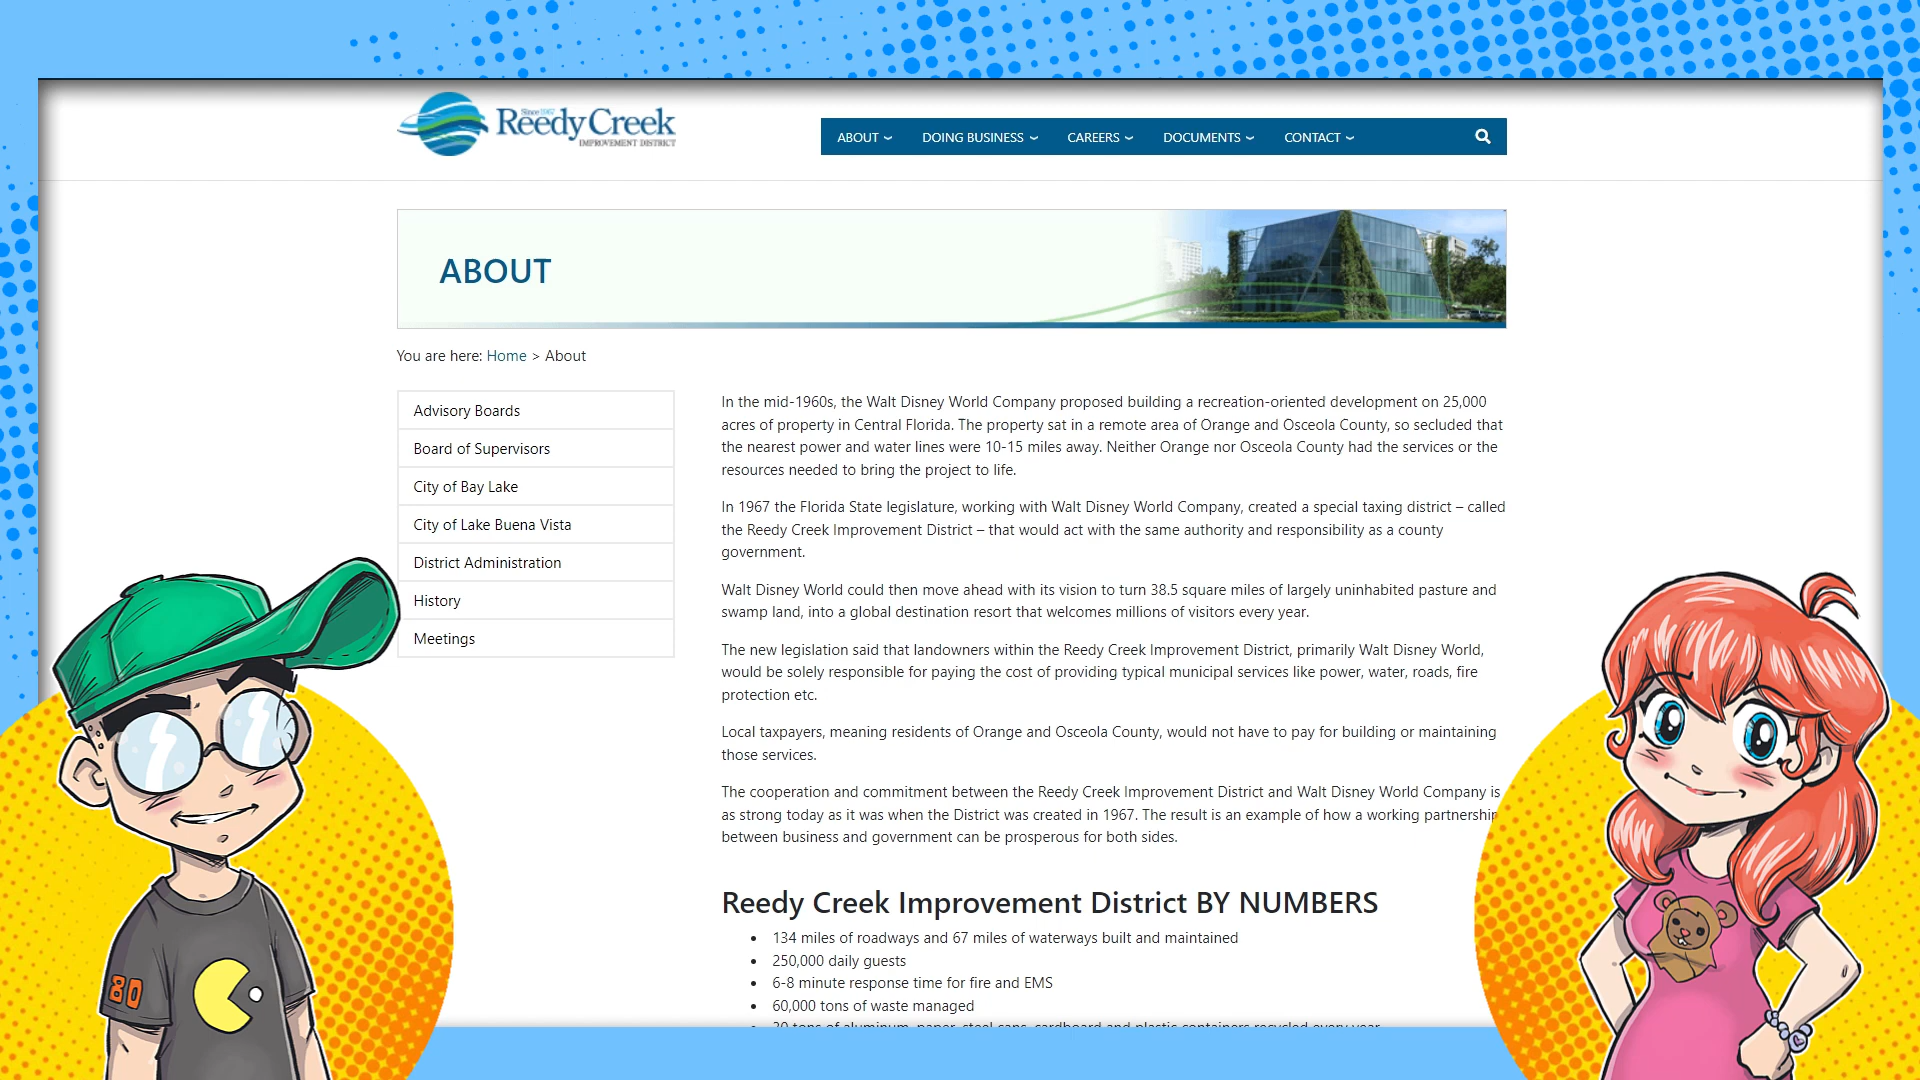 Since 1967
Reedy Creek
IMPROVEMENT DISTRICT
ABOUT DOING BUSINESS CAREERS DOCUMENTS CONTACT
ABOUT
You are here: Home > About
Advisory Boards
Board of Supervisors
City of Bay Lake
City of Lake Buena Vista
District Administration
History
Meetings
In the mid-1960s, the Walt Disney World Company proposed building a recreation-oriented development on 25,000
acres of property in Central Florida. The property sat in a remote area of Orange and Osceola County, so secluded that
the nearest power and water lines were 10-15 miles away. Neither Orange nor Osceola County had the services or the
resources needed to bring the project to life.
In 1967 the Florida State legislature, working with Walt Disney World Company, created a special taxing district – called
the Reedy Creek Improvement District – that would act with the same authority and responsibility as a county
government.
Walt Disney World could then move ahead with its vision to turn 38.5 square miles of largely uninhabited pasture and
swamp land, into a global destination resort that welcomes millions of visitors every year.
The new legislation said that landowners within the Reedy Creek Improvement District, primarily Walt Disney World,
would be solely responsible for paying the cost of providing typical municipal services like power, water, roads, fire
protection etc.
Local taxpayers, meaning residents of Orange and Osceola County, would not have to pay for building or maintaining
those services.
The cooperation and commitment between the Reedy Creek Improvement District and Walt Disney World Company is
as strong today as it was when the District was created in 1967. The result is an example of how a working partnership
between business and government can be prosperous for both sides.
Reedy Creek Improvement District BY NUMBERS
• 134 miles of roadways and 67 miles of waterways built and maintained
• 250,000 daily guests
• 6-8 minute response time for fire and EMS
• 60,000 tons of waste managed
• 30 tons of aluminum, paper, steel cans, cardboard and plastic containers recycled every year
80